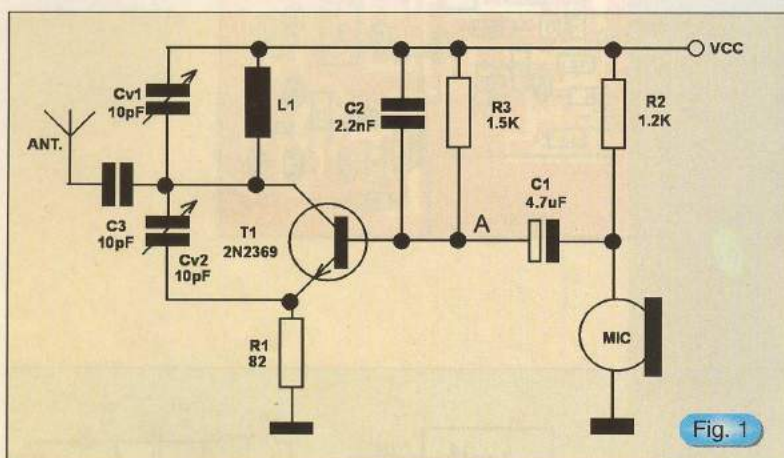 VCC
Cv1
10pF
L1
C2
2.2nF
R3
1.5K
R2
1.2K
ANT.
C1
4.7uF
A
C3
10pF
Cv2
10pF
T1
2N2369
MIC
R1
82
Fig. 1